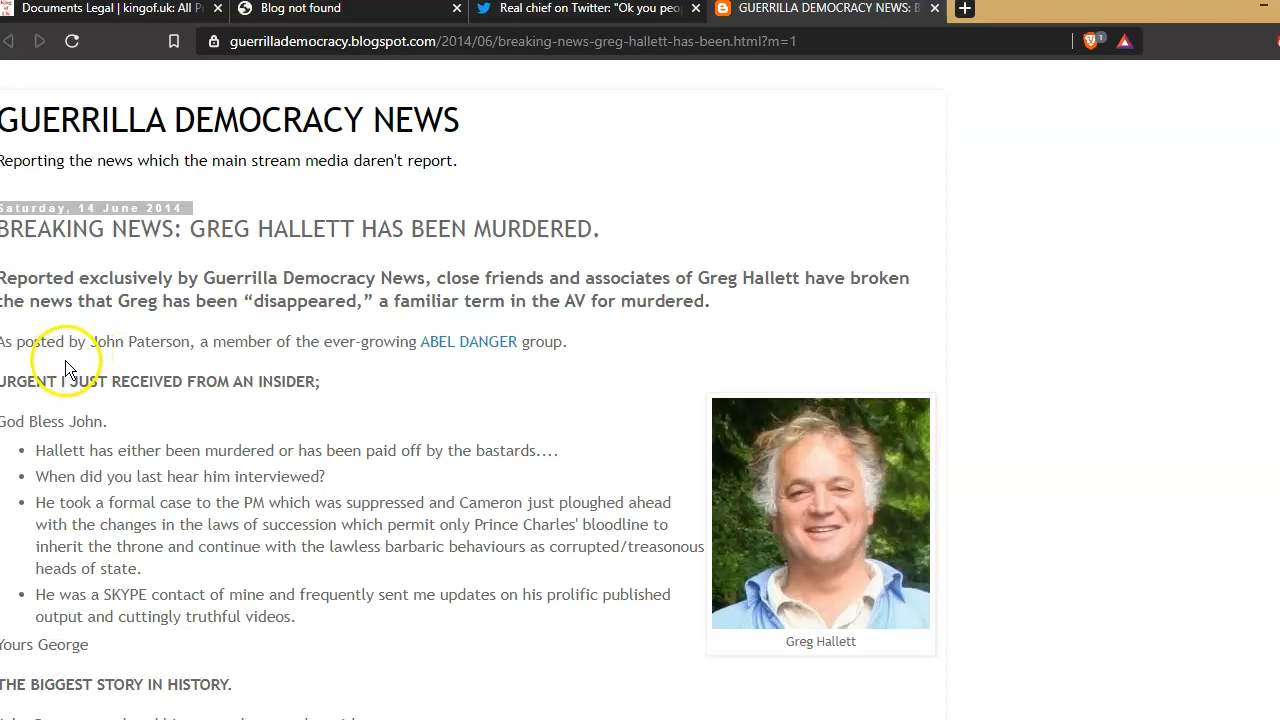 Documents Legal | kingof.uk: All P
Blog not found
Real chief on Twitter: "Ok you peo
GUERRILLA DEMOCRACY NEWS: B
guerrillademocracy.blogspot.com/2014/06/breaking-news-greg-hallett-has-been.html?m=1
1
GUERRILLA DEMOCRACY NEWS
Reporting the news which the main stream media daren't report.
Saturday, 14 June 2014
BREAKING NEWS: GREG HALLETT HAS BEEN MURDERED.
Reported exclusively by Guerrilla Democracy News, close friends and associates of Greg Hallett have broken
the news that Greg has been “disappeared,” a familiar term in the AV for murdered.
As posted by John Paterson, a member of the ever-growing ABEL DANGER group.
URGENT I JUST RECEIVED FROM AN INSIDER;
God Bless John.
Hallett has either been murdered or has been paid off by the bastards....
When did you last hear him interviewed?
He took a formal case to the PM which was suppressed and Cameron just ploughed ahead
with the changes in the laws of succession which permit only Prince Charles' bloodline to
inherit the throne and continue with the lawless barbaric behaviours as corrupted/treasonous
heads of state.
He was a SKYPE contact of mine and frequently sent me updates on his prolific published
output and cuttingly truthful videos.
Greg Hallett
Yours George
THE BIGGEST STORY IN HISTORY.